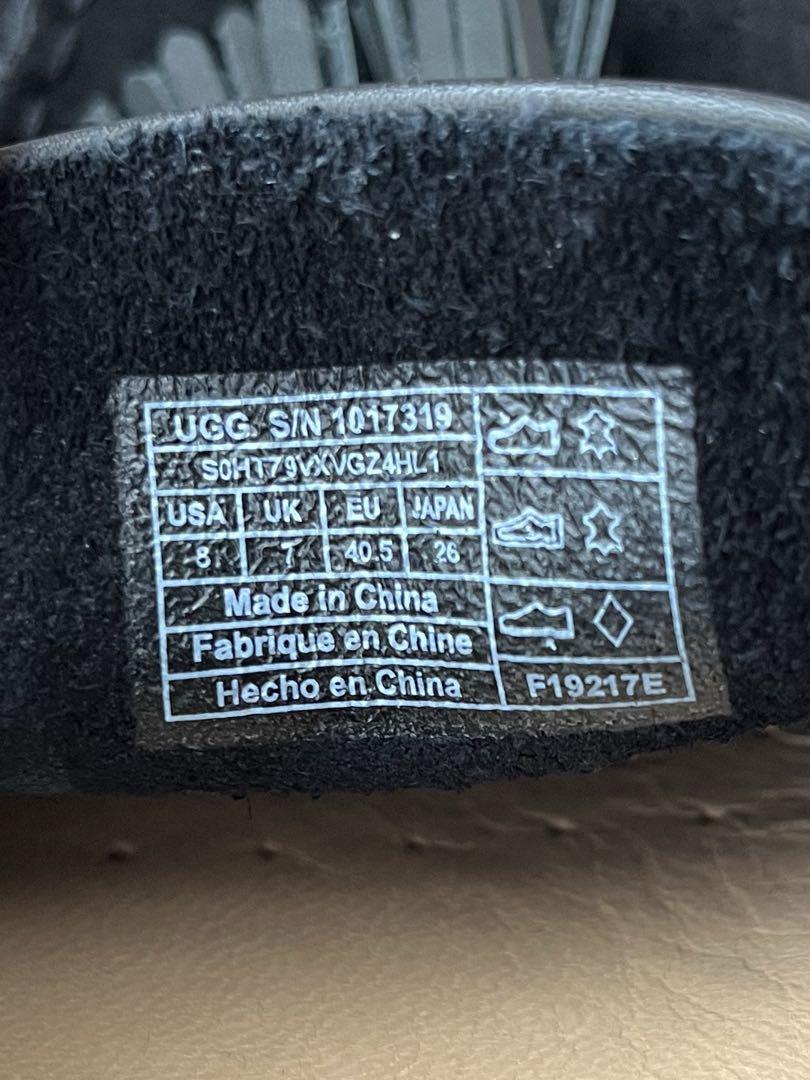 UGG. S/N 1017319
S0HT79VXVGZ4HL1
USA UK EU JAPAN
8 7 40.5 26
Made in China
Fabrique en Chine
Hecho en China
F19217E